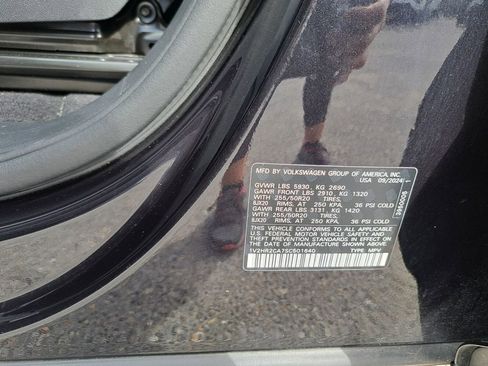 MFD BY VOLKSWAGEN GROUP OF AMERICA, INC.
USA 09/2024
GVWR LBS 5930 , KG 2690
GAWR FRONT LBS 2910 , KG 1320
WITH 255/50R20 TIRES,
8JX20 RIMS, AT 250 KPA, 36 PSI COLD
GAWR REAR LBS 3131 , KG 1420
WITH 255/50R20 TIRES,
8JX20 RIMS, AT 250 KPA, 36 PSI COLD
THIS VEHICLE CONFORMS TO ALL APPLICABLE
U.S. FEDERAL MOTOR VEHICLE SAFETY AND
THEFT PREVENTION STANDARDS IN EFFECT ON
THE DATE OF MANUFACTURE SHOWN ABOVE.
1V2HR2CA7SC501640 TYPE: MPV